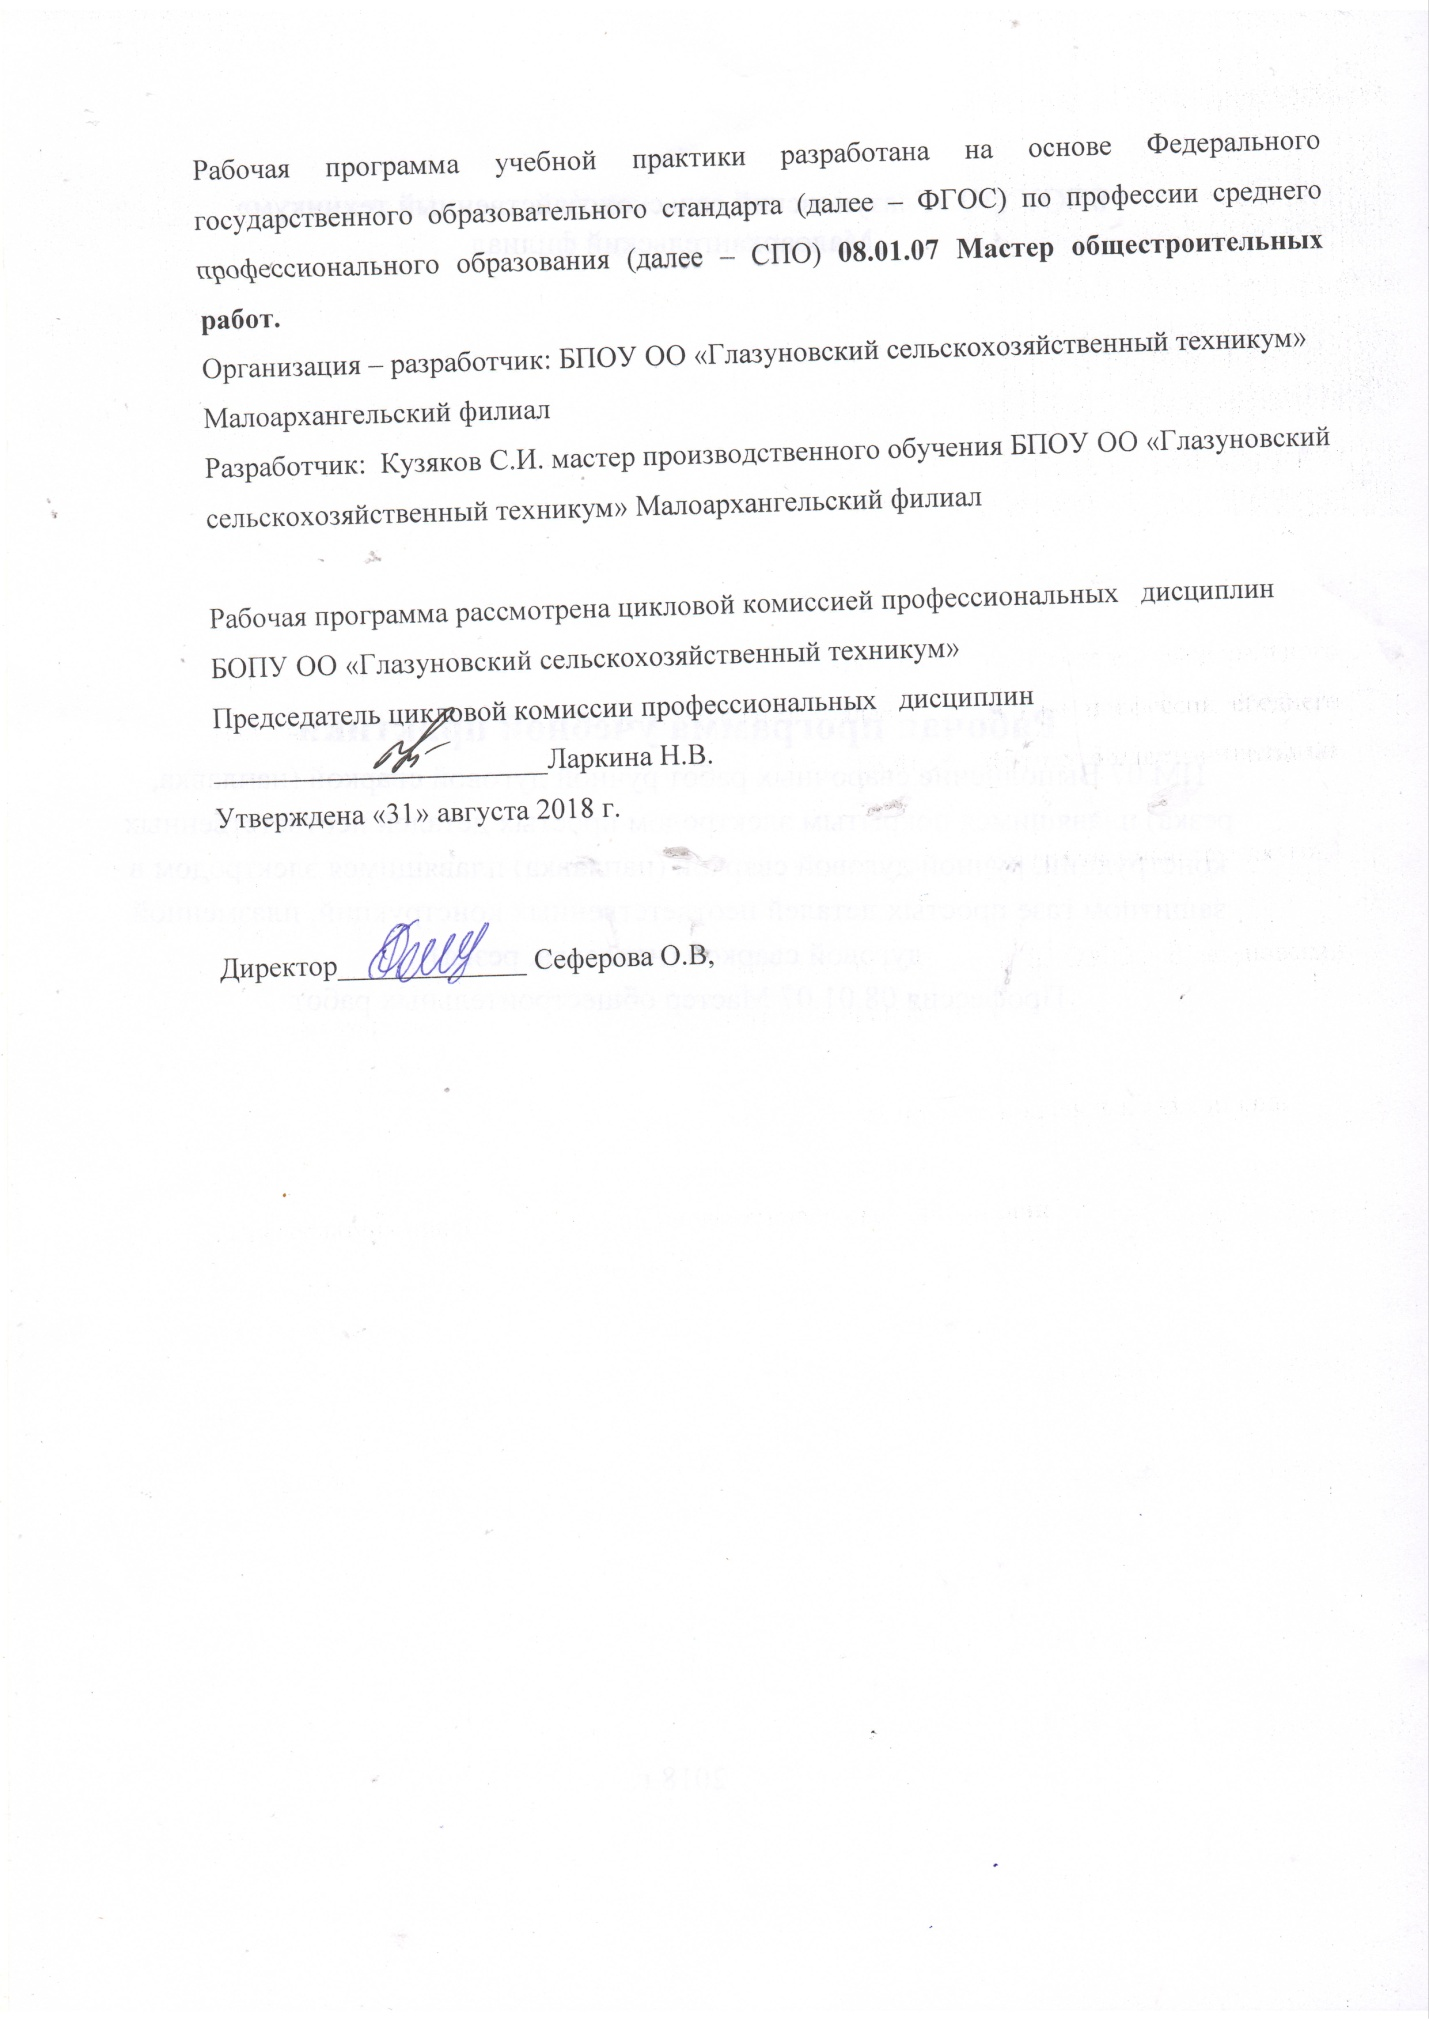 Рабочая программа учебной практики разработана на основе Федерального
государственного образовательного стандарта (далее – ФГОС) по профессии среднего
профессионального образования (далее – СПО) 08.01.07 Мастер общестроительных
работ.
Организация – разработчик: БПОУ ОО «Глазуновский сельскохозяйственный техникум»
Малоархангельский филиал
Разработчик: Кузяков С.И. мастер производственного обучения БПОУ ОО «Глазуновский
сельскохозяйственный техникум» Малоархангельский филиал
Рабочая программа рассмотрена цикловой комиссией профессиональных дисциплин
БОПУ ОО «Глазуновский сельскохозяйственный техникум»
Председатель цикловой комиссии профессиональных дисциплин
________________________Ларкина Н.В.
Утверждена «31» августа 2018 г.
Директор______________ Сеферова О.В,